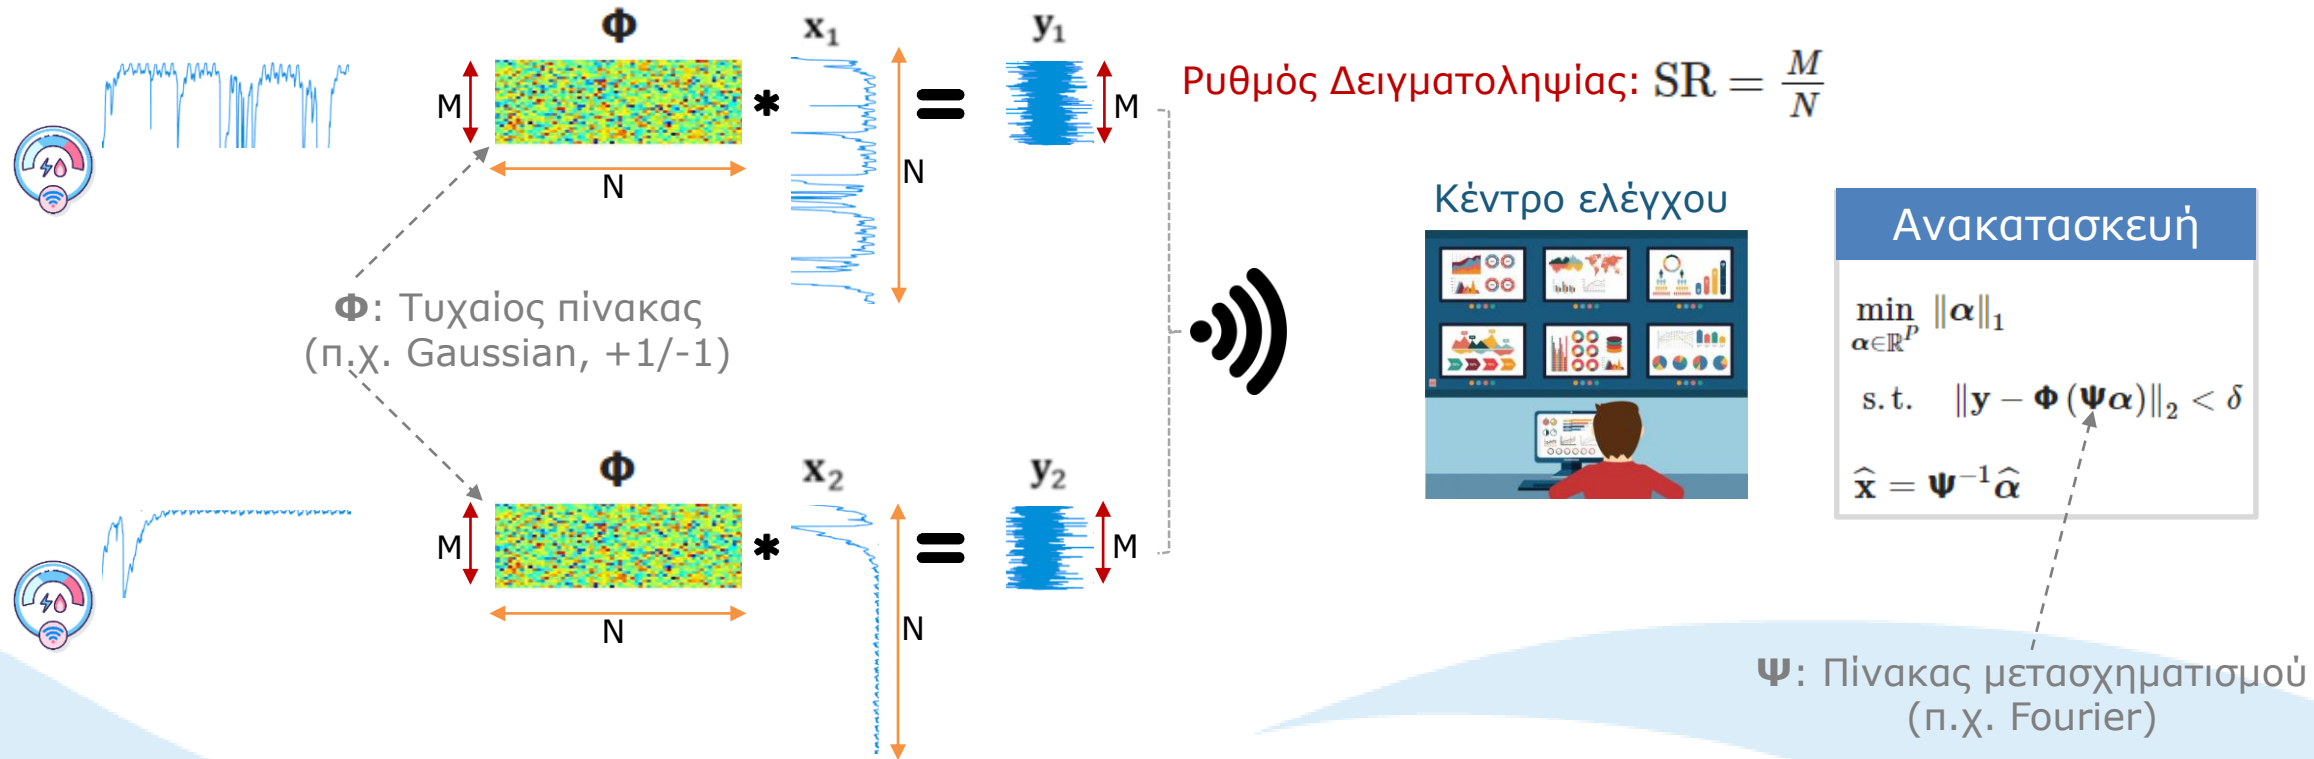 Φ
x₁
y₁
M
*
=
M
N
N
Ρυθμός Δειγματοληψίας: SR = M/N
Φ: Τυχαίος πίνακας
(π.χ. Gaussian, +1/-1)
Κέντρο ελέγχου
Ανακατασκευή
min ‖α‖₁
α∈ℝᴾ
s.t. ‖y − Φ(Ψα)‖₂ < δ
x̂ = Ψ⁻¹α̂
Φ
x₂
y₂
M
*
=
M
N
N
Ψ: Πίνακας μετασχηματισμού
(π.χ. Fourier)